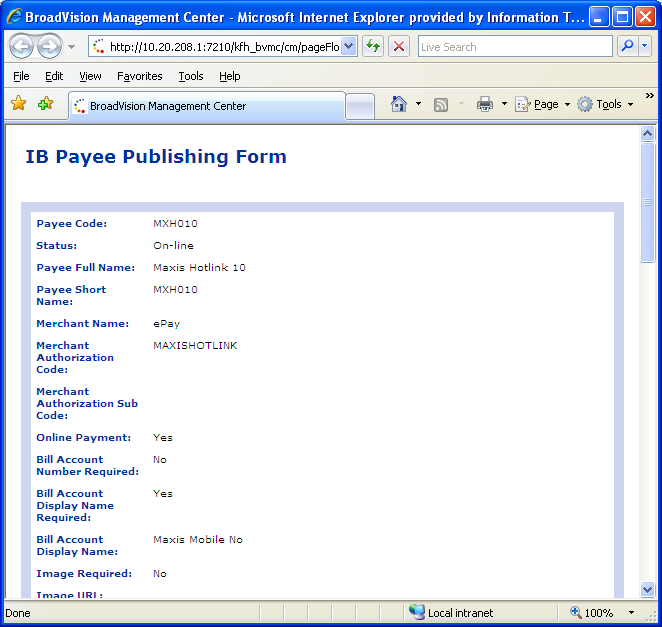 BroadVision Management Center - Microsoft Internet Explorer provided by Information T...
http://10.20.208.1:7210/kfh_bvmc/cm/pageFlo
Live Search
File Edit View Favorites Tools Help
BroadVision Management Center
Page Tools »
IB Payee Publishing Form
Payee Code: MXH010
Status: On-line
Payee Full Name: Maxis Hotlink 10
Payee Short MXH010
Name:
Merchant Name: ePay
Merchant MAXISHOTLINK
Authorization
Code:
Merchant
Authorization Sub
Code:
Online Payment: Yes
Bill Account No
Number Required:
Bill Account Yes
Display Name
Required:
Bill Account Maxis Mobile No
Display Name:
Image Required: No
Image URL:
Done Local intranet 100%